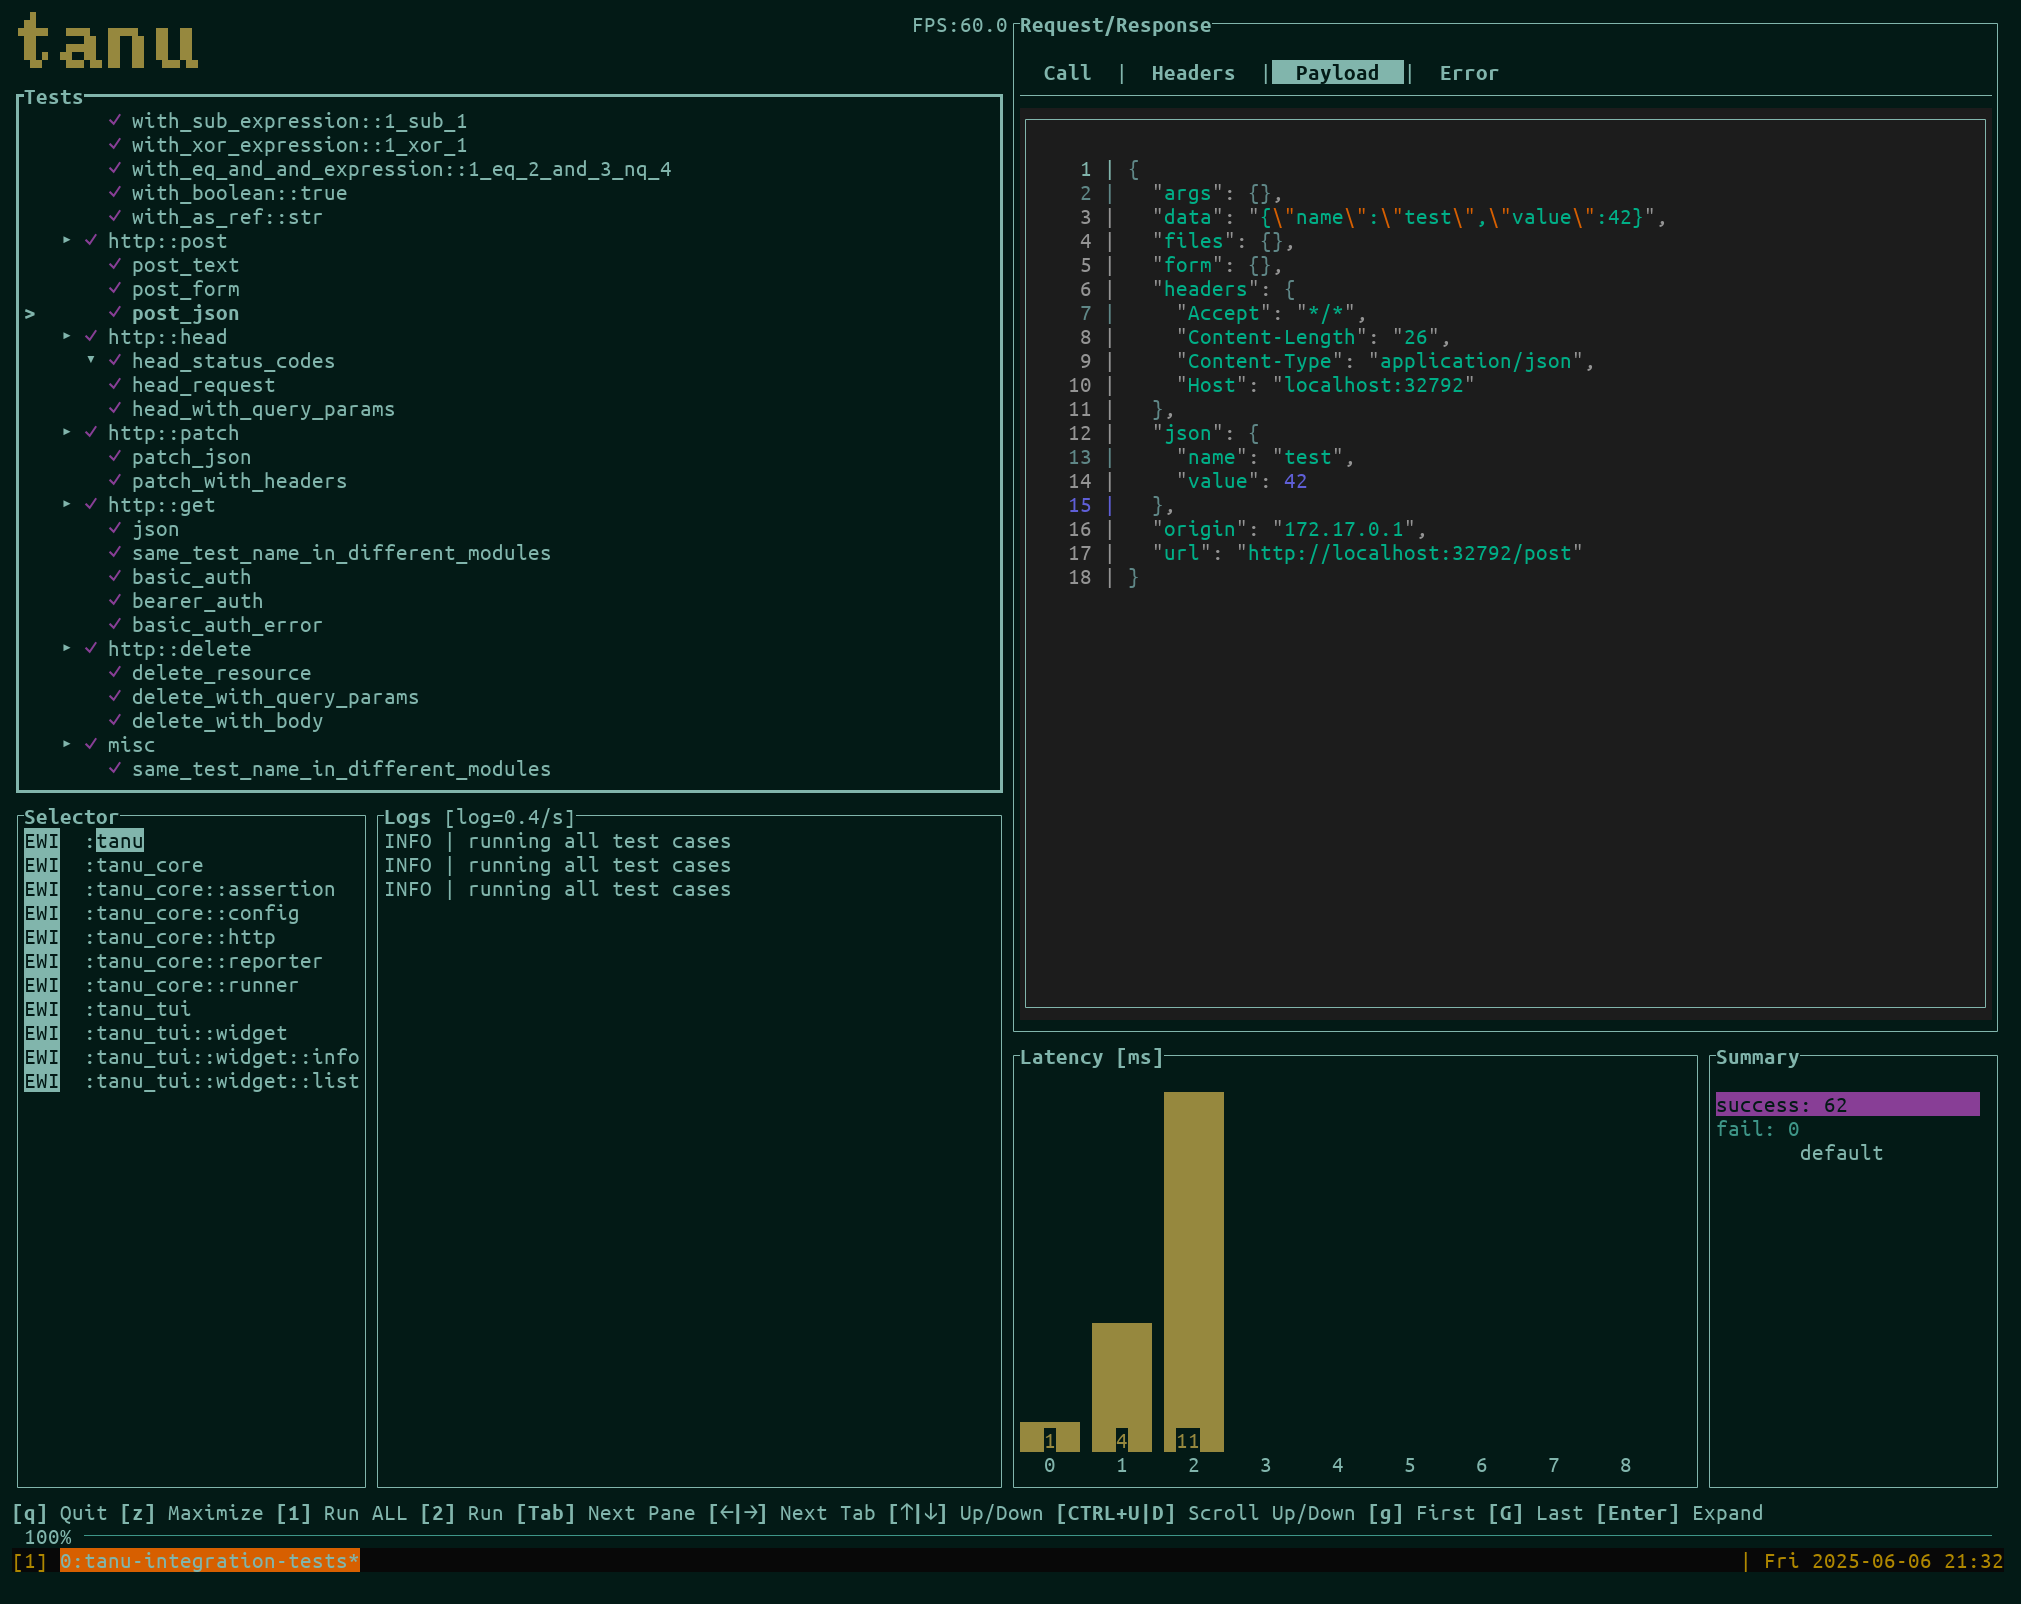 tanu
FPS:60.0
Tests
✓ with_sub_expression::1_sub_1
✓ with_xor_expression::1_xor_1
✓ with_eq_and_and_expression::1_eq_2_and_3_nq_4
✓ with_boolean::true
✓ with_as_ref::str
▸ ✓ http::post
✓ post_text
✓ post_form
> ✓ post_json
▸ ✓ http::head
▾ ✓ head_status_codes
✓ head_request
✓ head_with_query_params
▸ ✓ http::patch
✓ patch_json
✓ patch_with_headers
▸ ✓ http::get
✓ json
✓ same_test_name_in_different_modules
✓ basic_auth
✓ bearer_auth
✓ basic_auth_error
▸ ✓ http::delete
✓ delete_resource
✓ delete_with_query_params
✓ delete_with_body
▸ ✓ misc
✓ same_test_name_in_different_modules
Selector
EWI :tanu
EWI :tanu_core
EWI :tanu_core::assertion
EWI :tanu_core::config
EWI :tanu_core::http
EWI :tanu_core::reporter
EWI :tanu_core::runner
EWI :tanu_tui
EWI :tanu_tui::widget
EWI :tanu_tui::widget::info
EWI :tanu_tui::widget::list
Logs [log=0.4/s]
INFO | running all test cases
INFO | running all test cases
INFO | running all test cases
Request/Response
Call | Headers | Payload | Error
1 | {
2 |   "args": {},
3 |   "data": "{\"name\":\"test\",\"value\":42}",
4 |   "files": {},
5 |   "form": {},
6 |   "headers": {
7 |     "Accept": "*/*",
8 |     "Content-Length": "26",
9 |     "Content-Type": "application/json",
10 |     "Host": "localhost:32792"
11 |   },
12 |   "json": {
13 |     "name": "test",
14 |     "value": 42
15 |   },
16 |   "origin": "172.17.0.1",
17 |   "url": "http://localhost:32792/post"
18 | }
Latency [ms]
1 4 11
0 1 2 3 4 5 6 7 8
Summary
success: 62
fail: 0
default
[q] Quit [z] Maximize [1] Run ALL [2] Run [Tab] Next Pane [←|→] Next Tab [↑|↓] Up/Down [CTRL+U|D] Scroll Up/Down [g] First [G] Last [Enter] Expand
100%
[1] 0:tanu-integration-tests* | Fri 2025-06-06 21:32